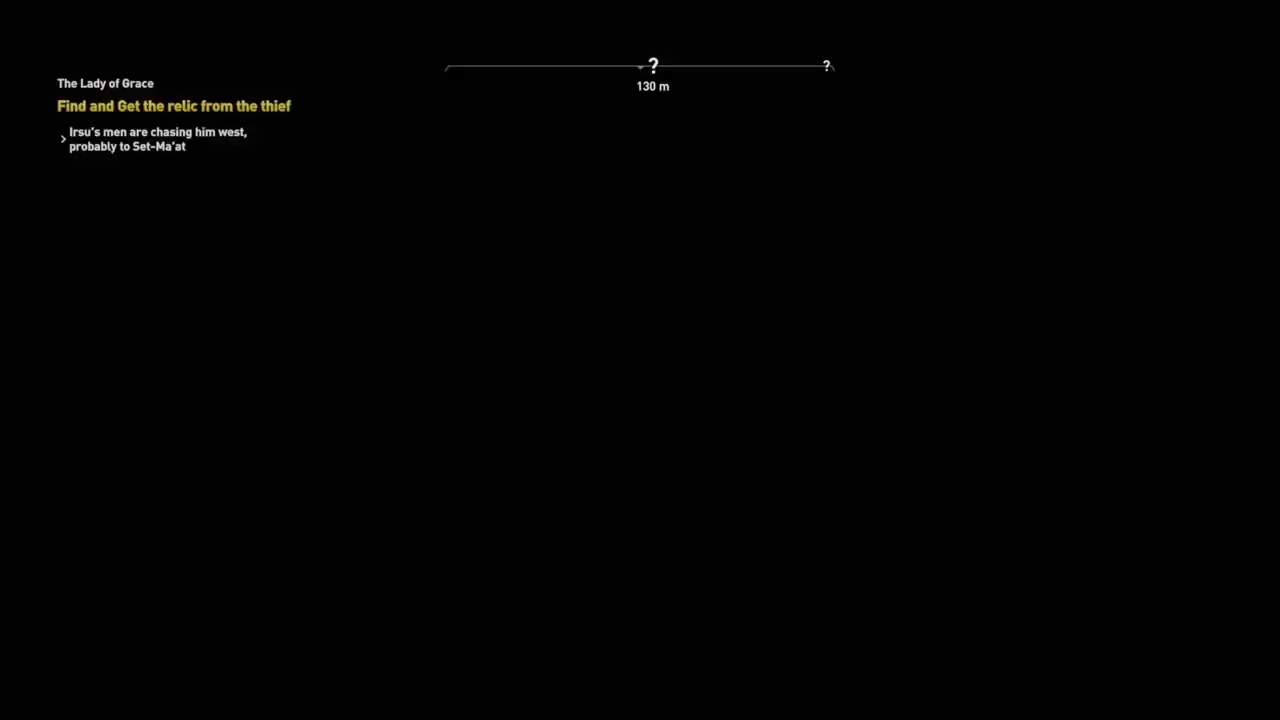 ?
?
130 m
The Lady of Grace
Find and Get the relic from the thief
Irsu's men are chasing him west,
probably to Set-Ma'at